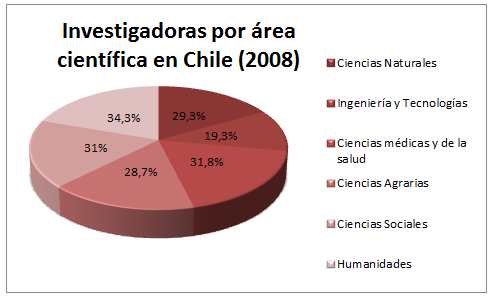 Investigadoras por área
científica en Chile (2008)
29,3%
19,3%
31,8%
28,7%
31%
34,3%
Ciencias Naturales
Ingeniería y Tecnologías
Ciencias médicas y de la
salud
Ciencias Agrarias
Ciencias Sociales
Humanidades